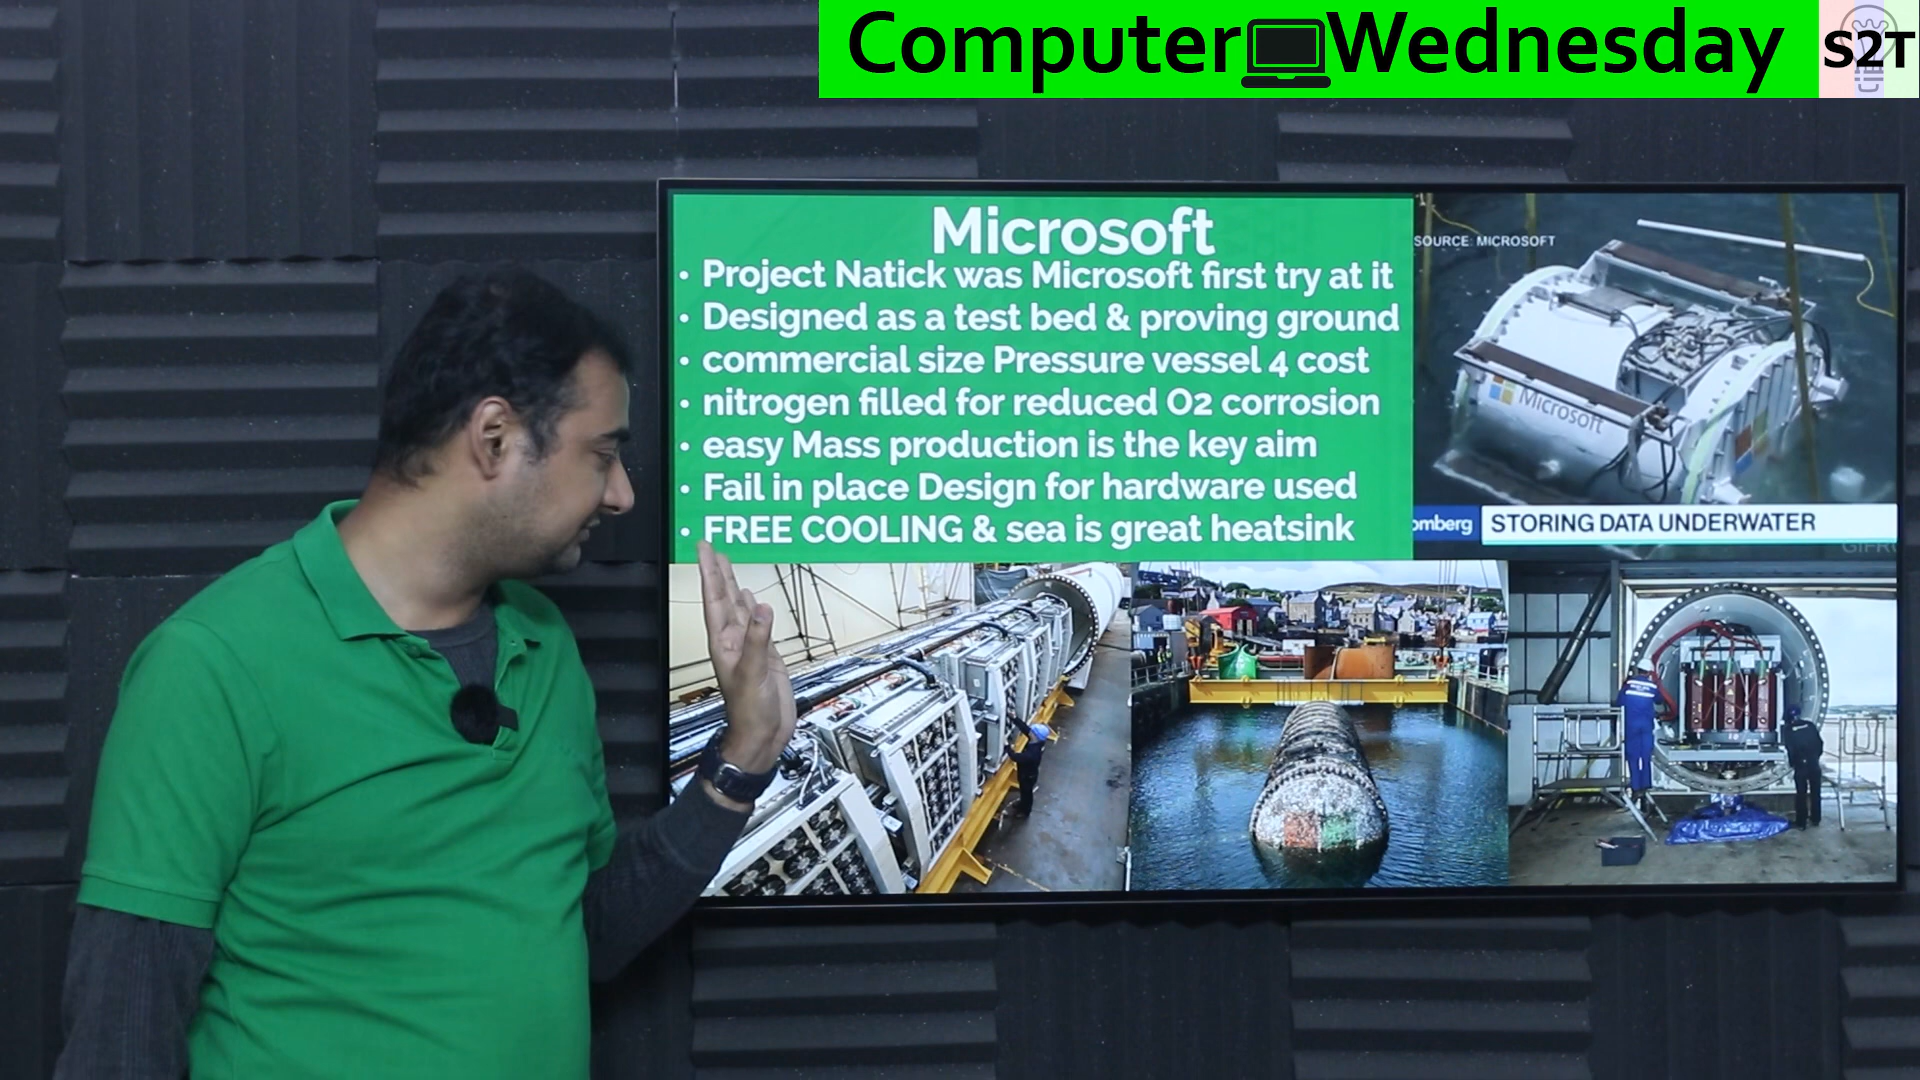 Computer Wednesday
S2T
Microsoft
• Project Natick was Microsoft first try at it
• Designed as a test bed & proving ground
• commercial size Pressure vessel 4 cost
• nitrogen filled for reduced O2 corrosion
• easy Mass production is the key aim
• Fail in place Design for hardware used
• FREE COOLING & sea is great heatsink
SOURCE: MICROSOFT
Microsoft
omberg
STORING DATA UNDERWATER